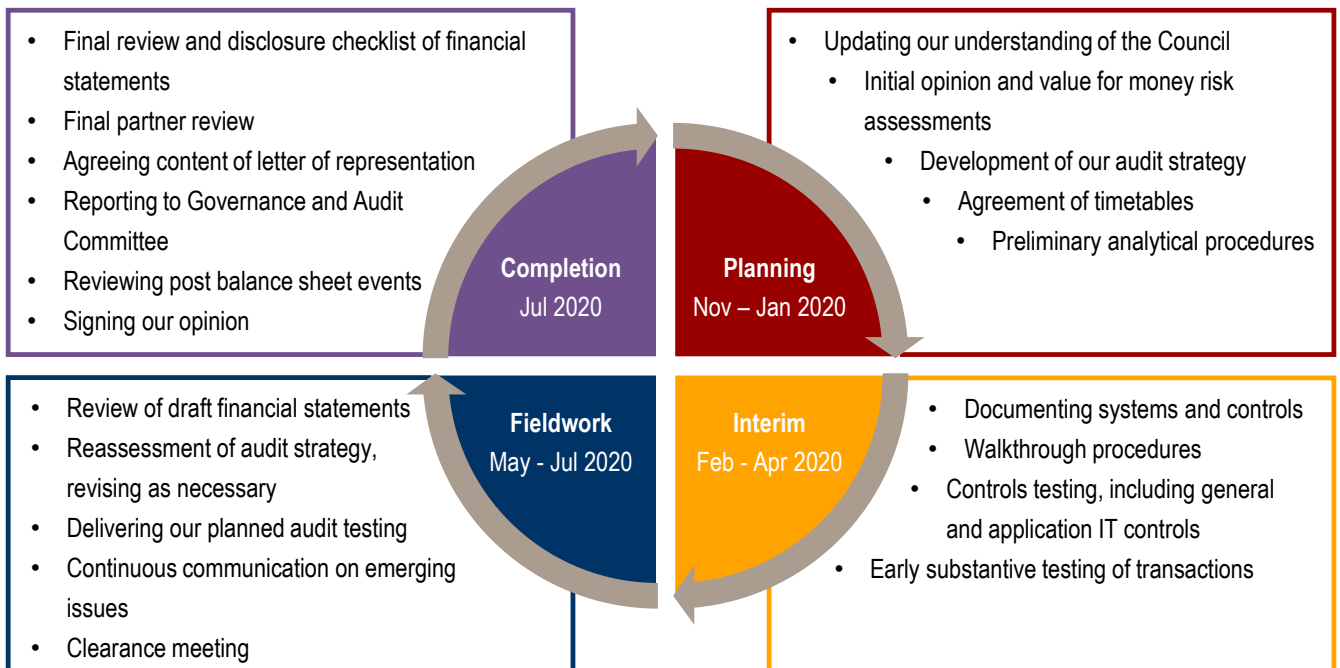 • Final review and disclosure checklist of financial
statements
• Final partner review
• Agreeing content of letter of representation
• Reporting to Governance and Audit
Committee
• Reviewing post balance sheet events
• Signing our opinion
Completion
Jul 2020
• Updating our understanding of the Council
• Initial opinion and value for money risk
assessments
• Development of our audit strategy
• Agreement of timetables
• Preliminary analytical procedures
Planning
Nov – Jan 2020
• Review of draft financial statements
• Reassessment of audit strategy,
revising as necessary
• Delivering our planned audit testing
• Continuous communication on emerging
issues
• Clearance meeting
Fieldwork
May - Jul 2020
Interim
Feb - Apr 2020
• Documenting systems and controls
• Walkthrough procedures
• Controls testing, including general
and application IT controls
• Early substantive testing of transactions